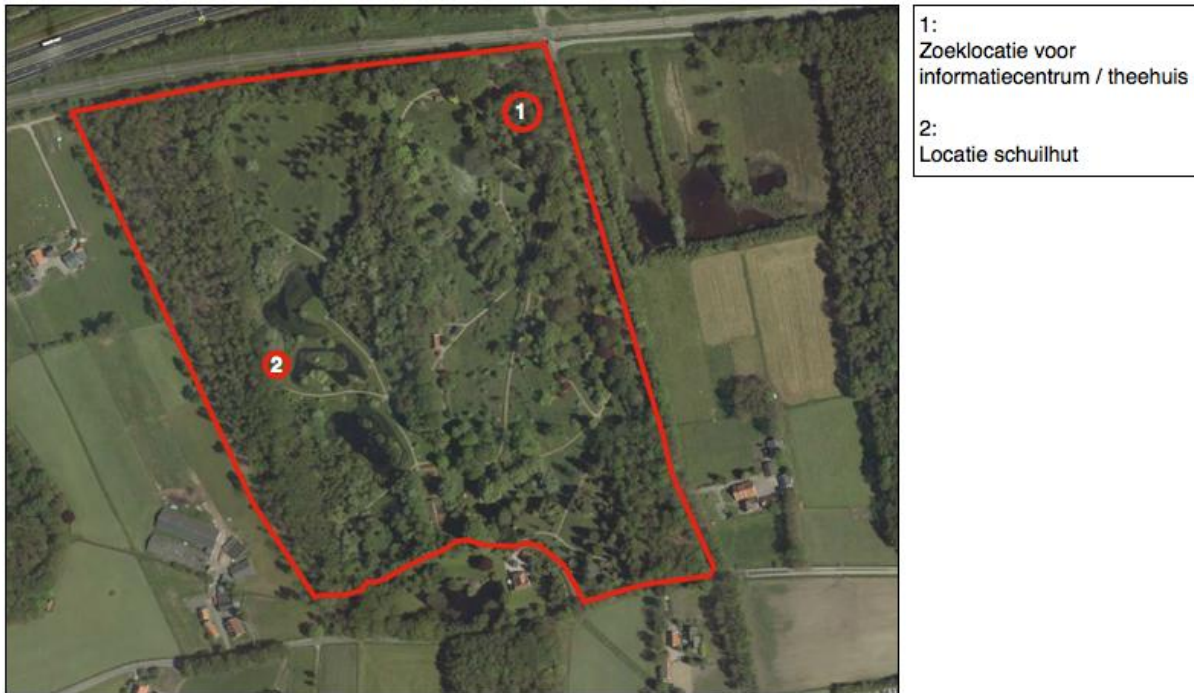 1
2
1:
Zoeklocatie voor
informatiecentrum / theehuis
2:
Locatie schuilhut